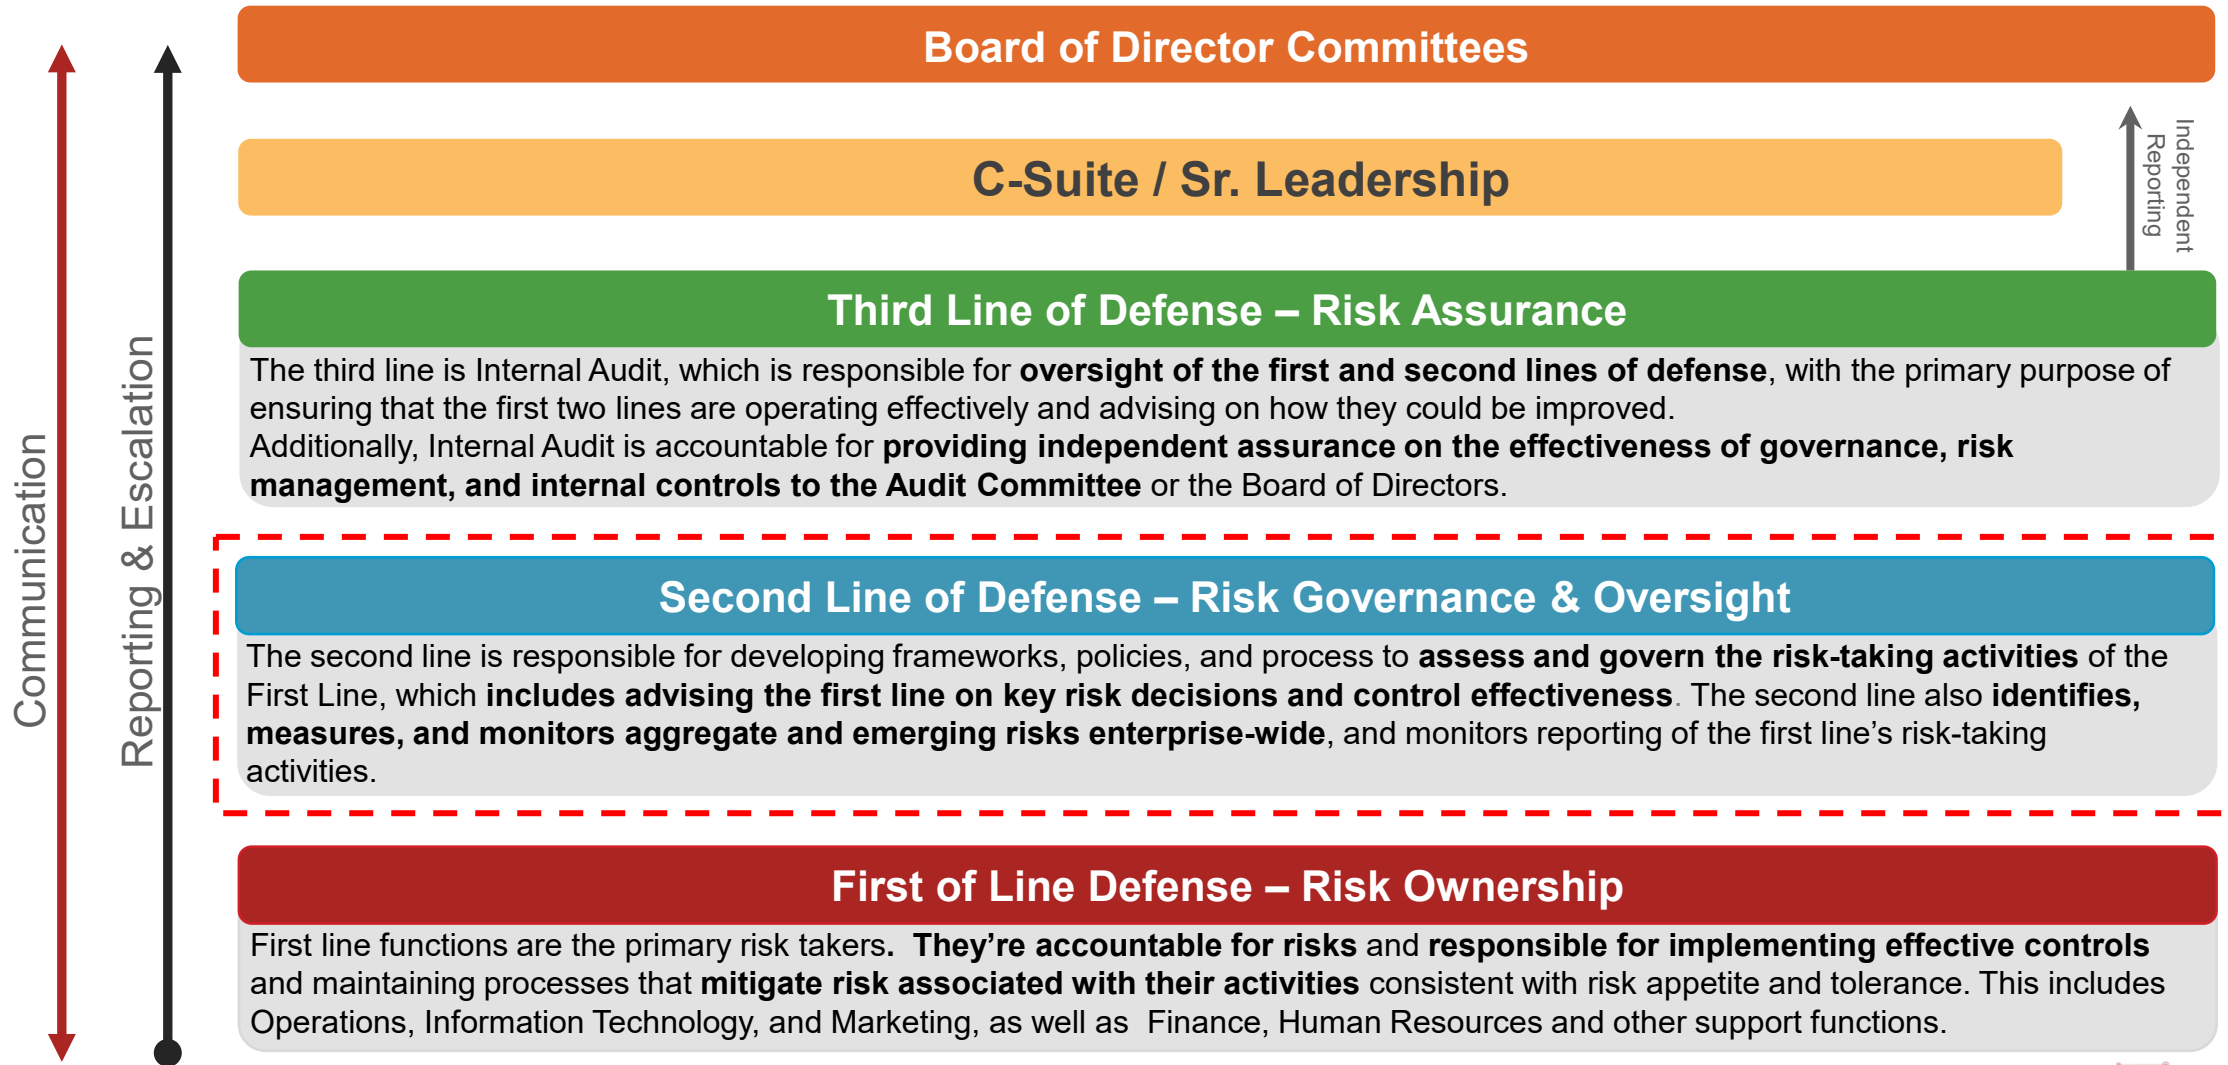 Board of Director Committees
C-Suite / Sr. Leadership
Independent
Reporting
Third Line of Defense – Risk Assurance
The third line is Internal Audit, which is responsible for oversight of the first and second lines of defense, with the primary purpose of
ensuring that the first two lines are operating effectively and advising on how they could be improved.
Additionally, Internal Audit is accountable for providing independent assurance on the effectiveness of governance, risk
management, and internal controls to the Audit Committee or the Board of Directors.
Communication
Reporting & Escalation
Second Line of Defense – Risk Governance & Oversight
The second line is responsible for developing frameworks, policies, and process to assess and govern the risk-taking activities of the
First Line, which includes advising the first line on key risk decisions and control effectiveness. The second line also identifies,
measures, and monitors aggregate and emerging risks enterprise-wide, and monitors reporting of the first line’s risk-taking
activities.
First of Line Defense – Risk Ownership
First line functions are the primary risk takers.  They’re accountable for risks and responsible for implementing effective controls
and maintaining processes that mitigate risk associated with their activities consistent with risk appetite and tolerance. This includes
Operations, Information Technology, and Marketing, as well as  Finance, Human Resources and other support functions.